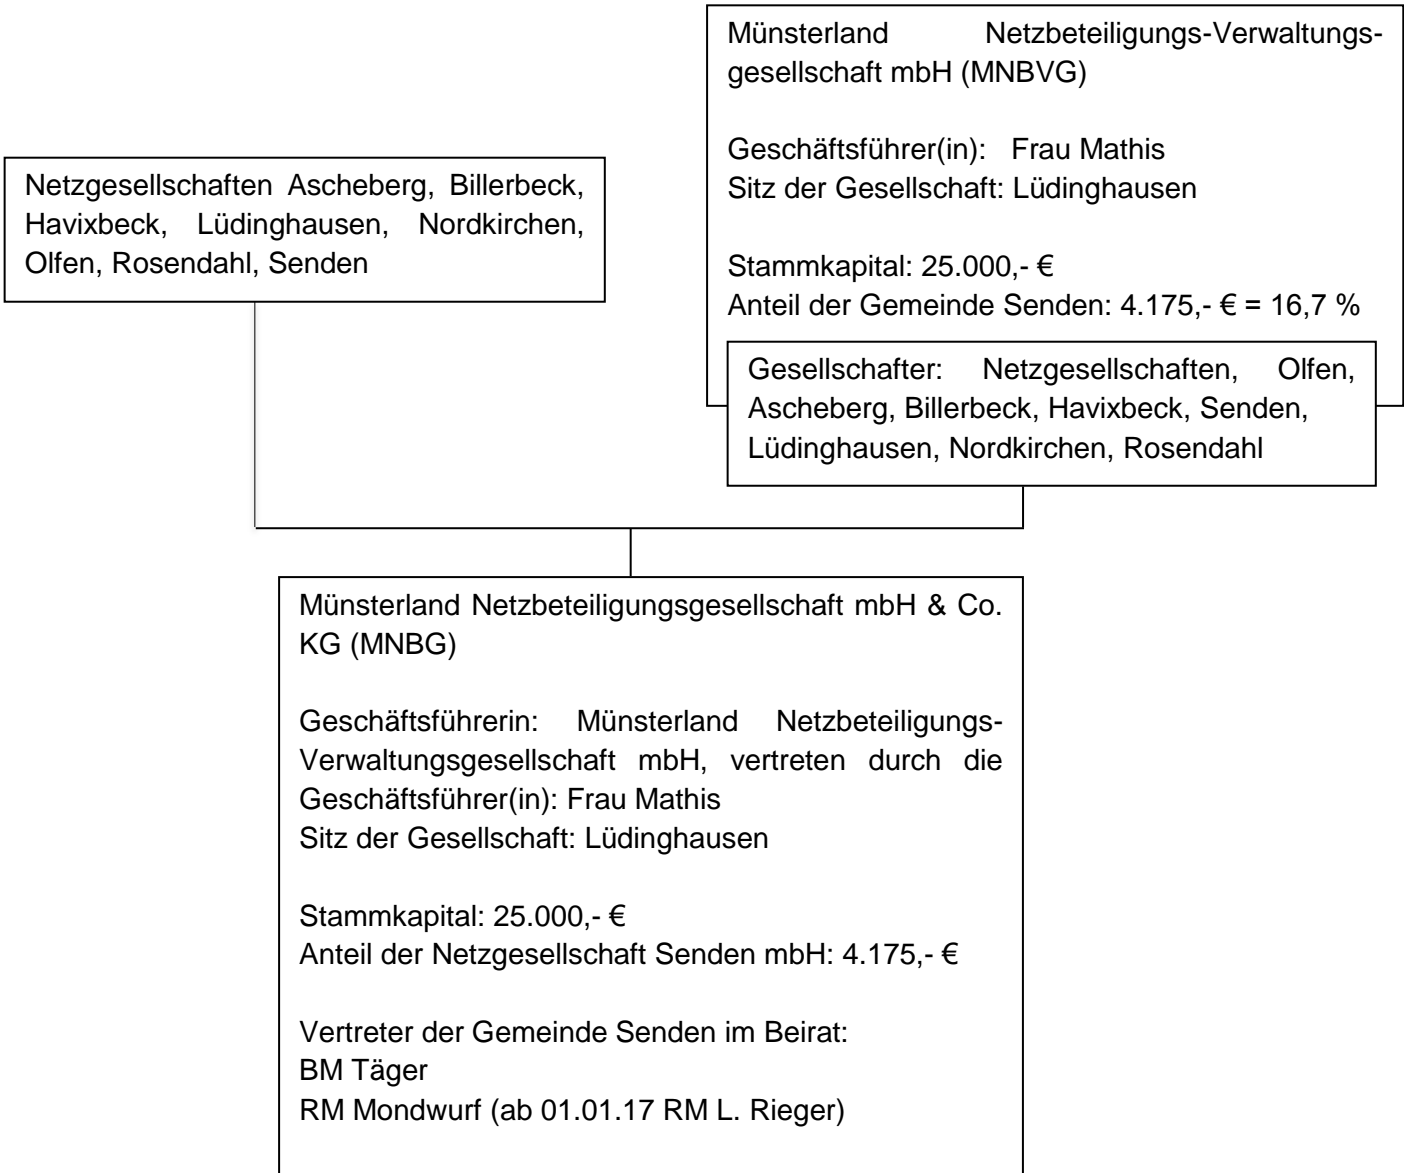 Münsterland Netzbeteiligungs-Verwaltungs-
gesellschaft mbH (MNBVG)
Geschäftsführer(in): Frau Mathis
Sitz der Gesellschaft: Lüdinghausen
Stammkapital: 25.000,- €
Anteil der Gemeinde Senden: 4.175,- € = 16,7 %
Gesellschafter: Netzgesellschaften, Olfen,
Ascheberg, Billerbeck, Havixbeck, Senden,
Lüdinghausen, Nordkirchen, Rosendahl
Netzgesellschaften Ascheberg, Billerbeck,
Havixbeck, Lüdinghausen, Nordkirchen,
Olfen, Rosendahl, Senden
Münsterland Netzbeteiligungsgesellschaft mbH & Co.
KG (MNBG)
Geschäftsführerin: Münsterland Netzbeteiligungs-
Verwaltungsgesellschaft mbH, vertreten durch die
Geschäftsführer(in): Frau Mathis
Sitz der Gesellschaft: Lüdinghausen
Stammkapital: 25.000,- €
Anteil der Netzgesellschaft Senden mbH: 4.175,- €
Vertreter der Gemeinde Senden im Beirat:
BM Täger
RM Mondwurf (ab 01.01.17 RM L. Rieger)